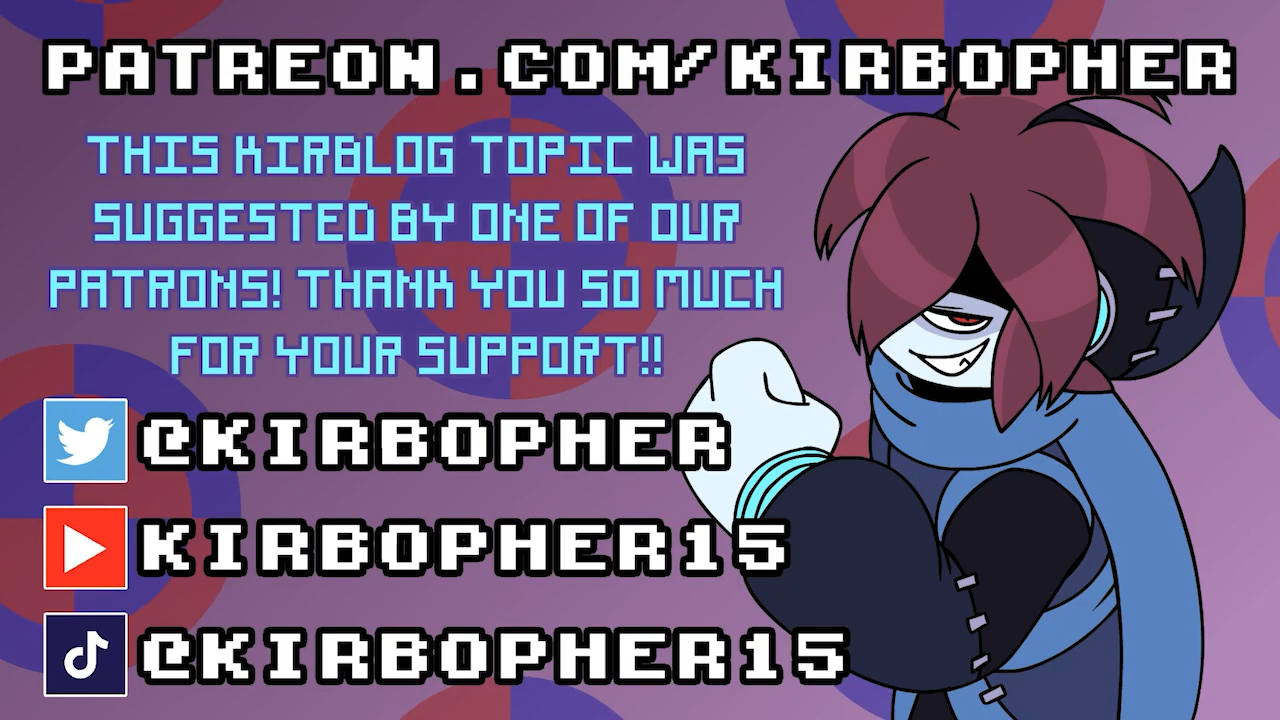 PATREON.COM/KIRBOPHER
THIS KIRBLOG TOPIC WAS
SUGGESTED BY ONE OF OUR
PATRONS! THANK YOU SO MUCH
FOR YOUR SUPPORT!!
@KIRBOPHER
KIRBOPHER15
@KIRBOPHER15